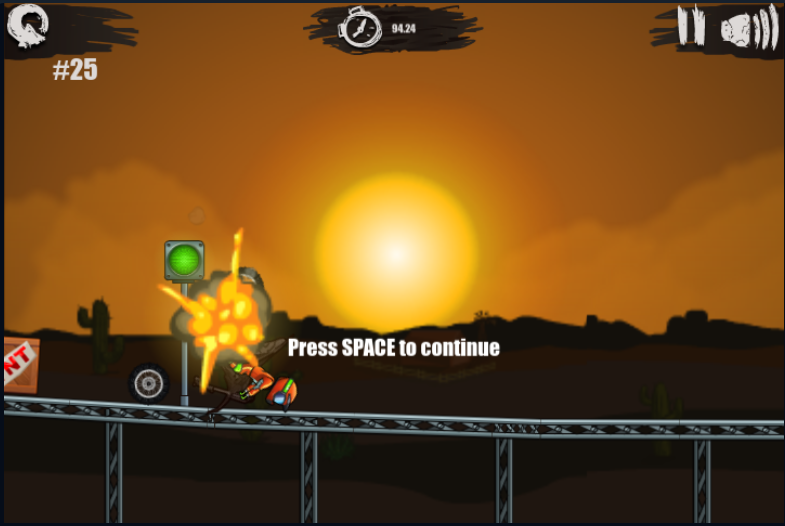 94.24
#25
Press SPACE to continue
NT